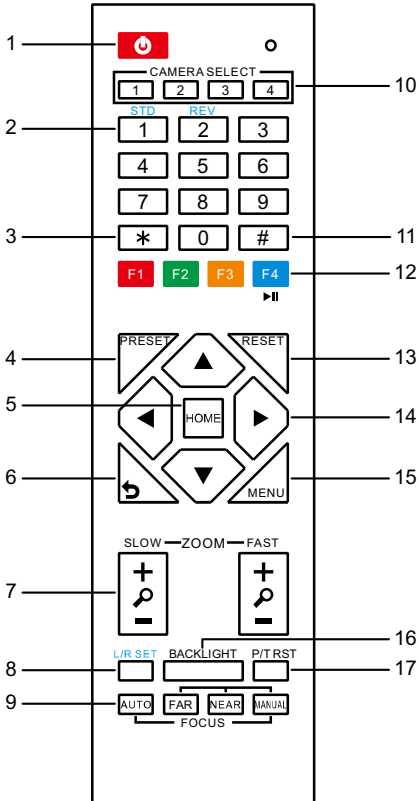 1
CAMERA SELECT
1 2 3 4
10
STD REV
2
1 2 3
4 5 6
7 8 9
3
* 0 #
11
F1 F2 F3 F4
12
PRESET RESET
4
13
5
HOME
14
6
MENU
15
SLOW ZOOM FAST
+ +
7
16
L/R SET BACKLIGHT P/T RST
8
17
9
AUTO FAR NEAR MANUAL
FOCUS